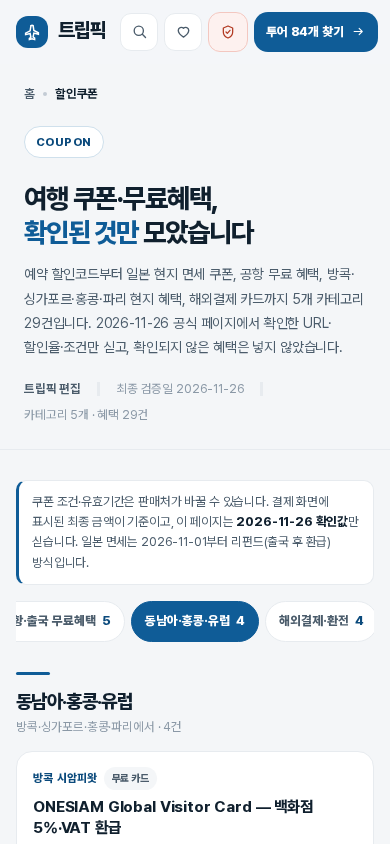 트립픽
투어 84개 찾기 →
홈 • 할인쿠폰
COUPON
여행 쿠폰·무료혜택,
확인된 것만 모았습니다
예약 할인코드부터 일본 현지 면세 쿠폰, 공항 무료 혜택, 방콕·
싱가포르·홍콩·파리 현지 혜택, 해외결제 카드까지 5개 카테고리
29건입니다. 2026-11-26 공식 페이지에서 확인한 URL·
할인율·조건만 싣고, 확인되지 않은 혜택은 넣지 않았습니다.
트립픽 편집 | 최종 검증일 2026-11-26 |
카테고리 5개 · 혜택 29건
쿠폰 조건·유효기간은 판매처가 바꿀 수 있습니다. 결제 화면에
표시된 최종 금액이 기준이고, 이 페이지는 2026-11-26 확인값만
싣습니다. 일본 면세는 2026-11-01부터 리펀드(출국 후 환급)
방식입니다.
항·출국 무료혜택 5
동남아·홍콩·유럽 4
해외결제·환전 4
동남아·홍콩·유럽
방콕·싱가포르·홍콩·파리에서 · 4건
방콕 시암피왓 무료 카드
ONESIAM Global Visitor Card — 백화점
5%·VAT 환급